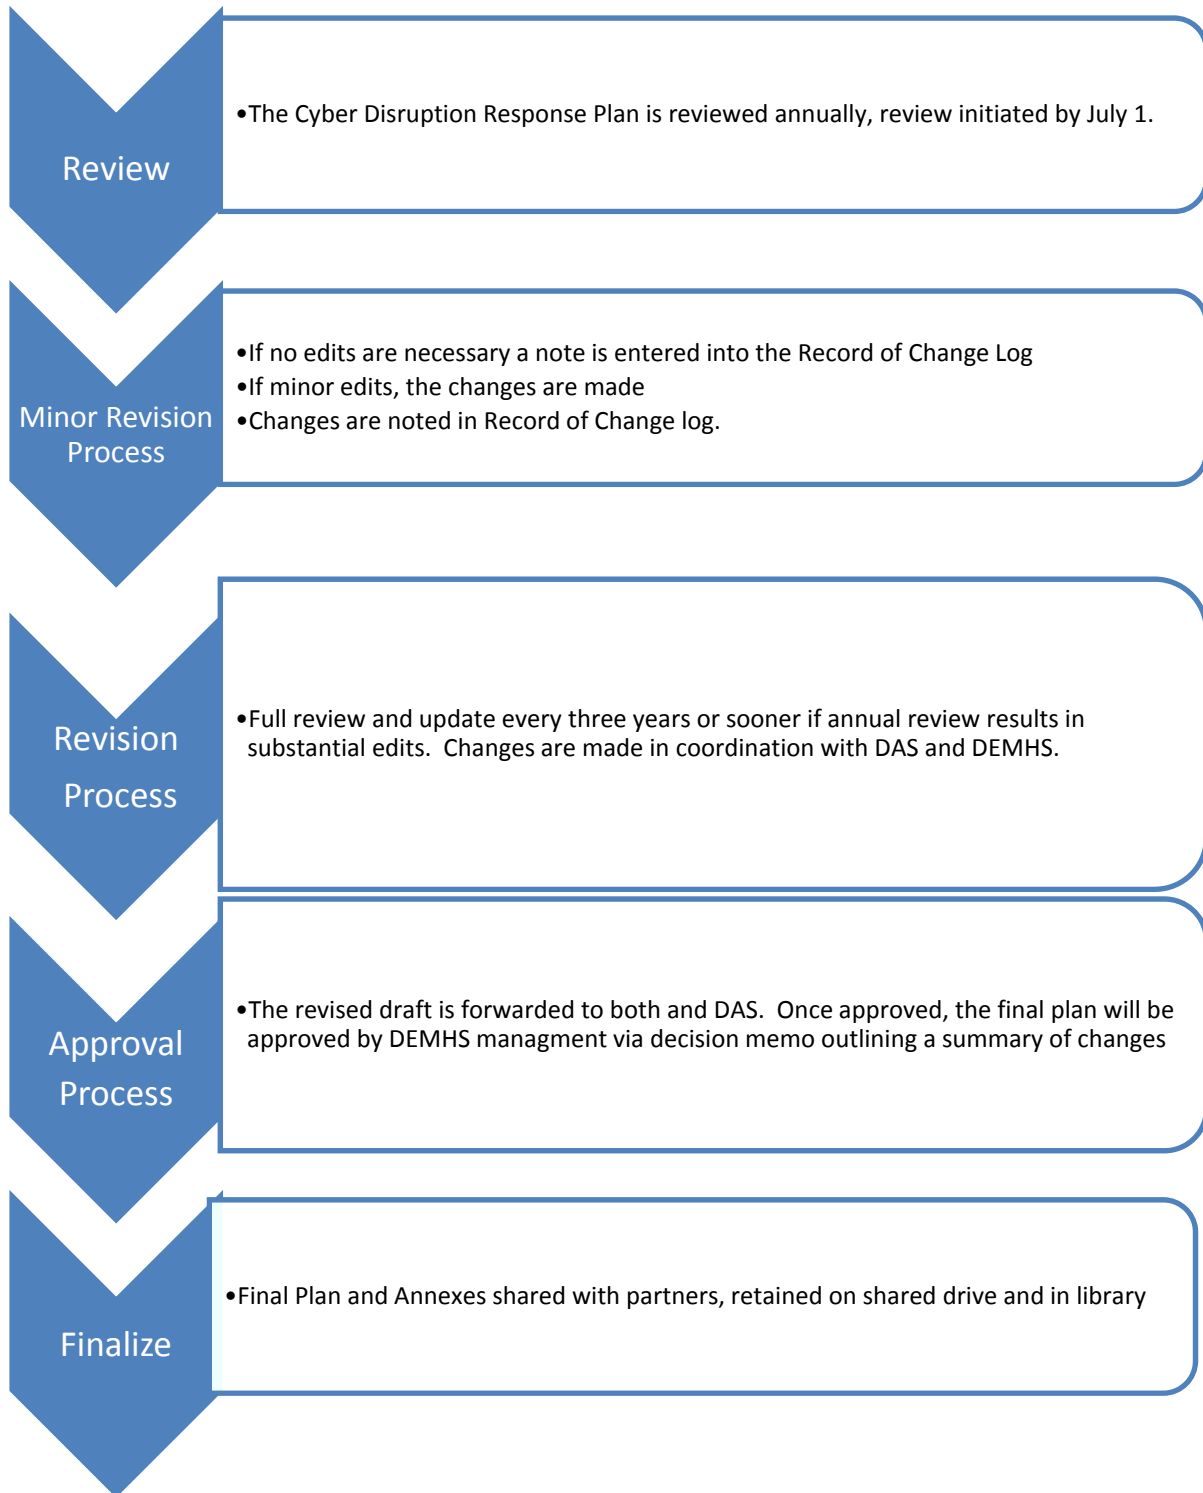 Review
•The Cyber Disruption Response Plan is reviewed annually, review initiated by July 1.
Minor Revision
Process
•If no edits are necessary a note is entered into the Record of Change Log
•If minor edits, the changes are made
•Changes are noted in Record of Change log.
Revision
Process
•Full review and update every three years or sooner if annual review results in
substantial edits.  Changes are made in coordination with DAS and DEMHS.
Approval
Process
•The revised draft is forwarded to both and DAS.  Once approved, the final plan will be
approved by DEMHS managment via decision memo outlining a summary of changes
Finalize
•Final Plan and Annexes shared with partners, retained on shared drive and in library